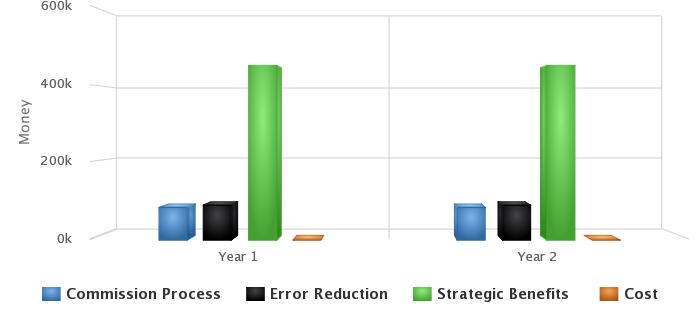 600k
400k
Money
200k
0k
Year 1 Year 2
Commission Process Error Reduction Strategic Benefits Cost